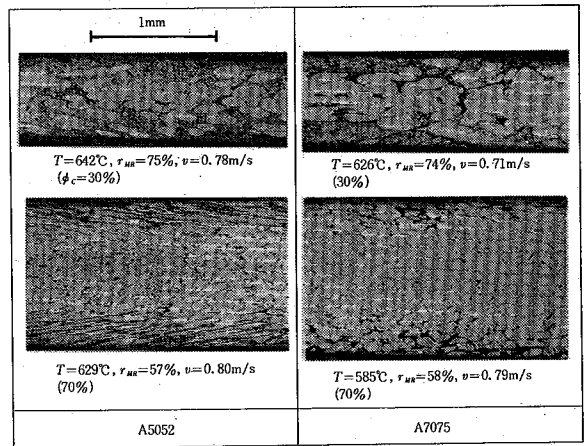 1mm
T=642℃, r_MR=75%, v=0.78m/s
(φ_C=30%)
T=626℃, r_MR=74%, v=0.71m/s
(30%)
T=629℃, r_MR=57%, v=0.80m/s
(70%)
T=585℃, r_MR=58%, v=0.79m/s
(70%)
A5052
A7075